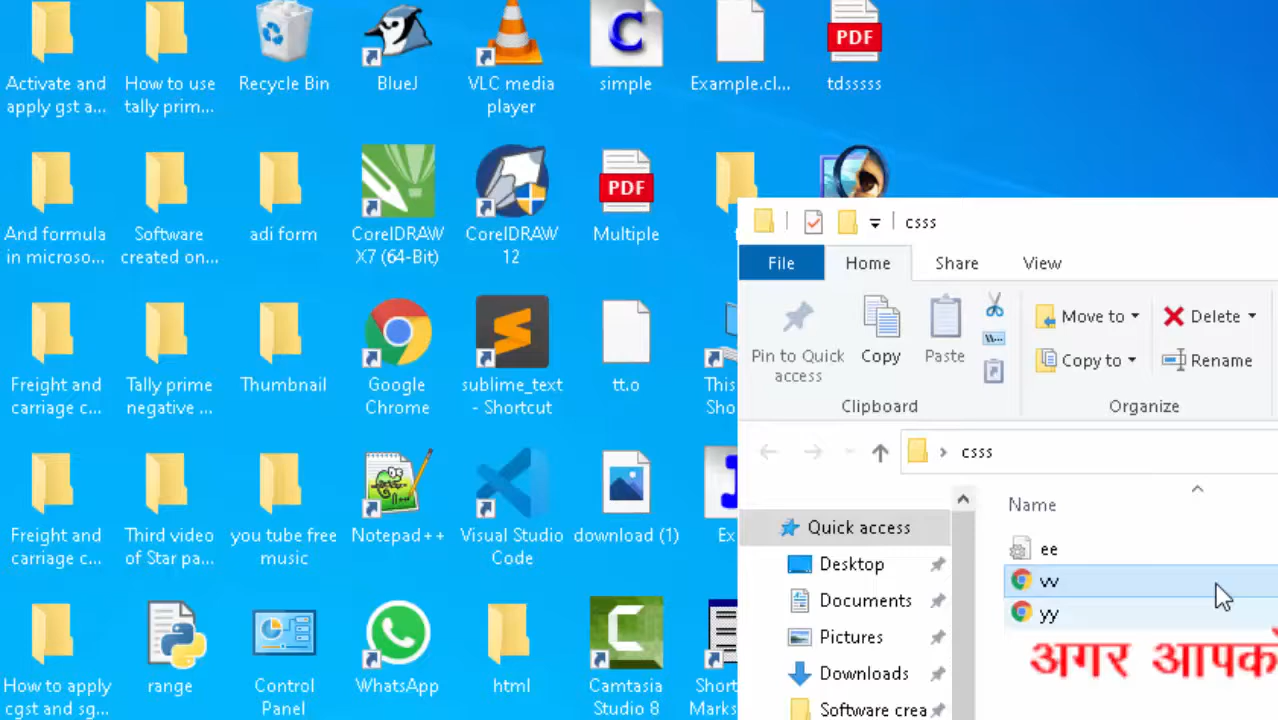 Activate and
apply gst a...
How to use
tally prim...
Recycle Bin
BlueJ
VLC media
player
simple
Example.cl...
PDF
tdsssss
And formula
in microso...
Software
created on...
adi form
CorelDRAW
X7 (64-Bit)
CorelDRAW
12
PDF
Multiple
Freight and
carriage c...
Tally prime
negative ...
Thumbnail
Google
Chrome
sublime_text
- Shortcut
tt.o
This
Sho
Freight and
carriage c...
Third video
of Star pa...
you tube free
music
Notepad++
Visual Studio
Code
download (1)
Ex
How to apply
cgst and sg...
range
Control
Panel
WhatsApp
html
Camtasia
Studio 8
Short
Marks
csss
File
Home
Share
View
Pin to Quick
access
Copy
Paste
Move to
Copy to
Delete
Rename
Clipboard
Organize
csss
Name
Quick access
Desktop
Documents
Pictures
Downloads
Software crea
ee
vv
yy
अगर आपको